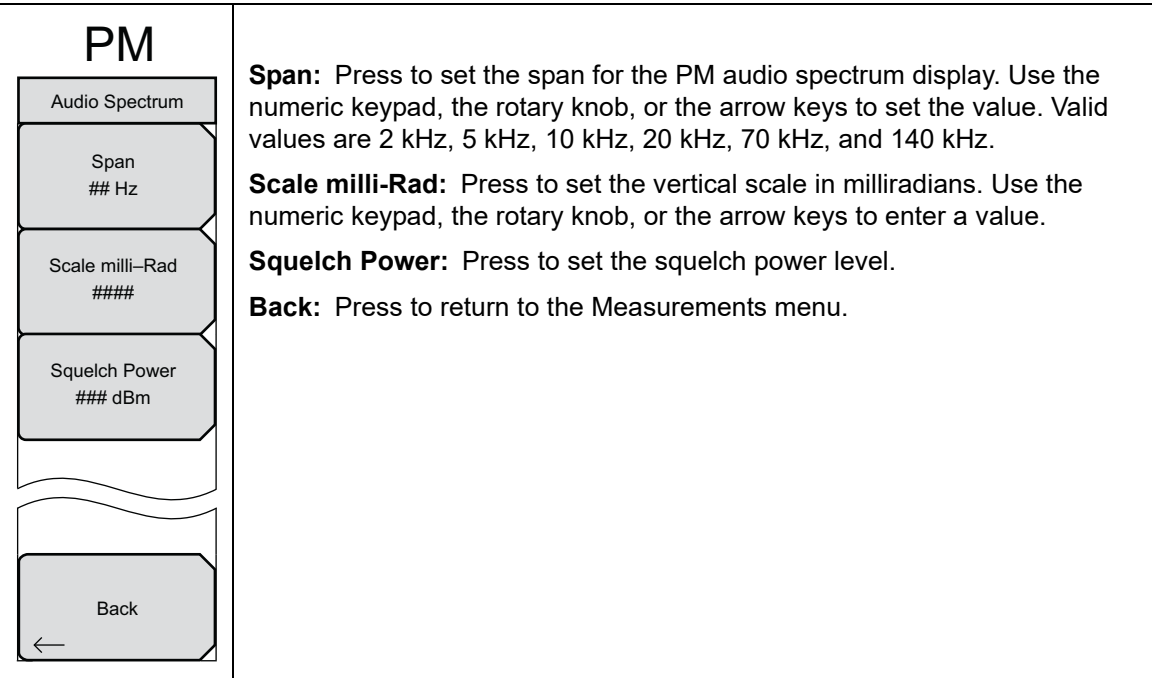 PM
Audio Spectrum
Span
## Hz
Scale milli–Rad
####
Squelch Power
### dBm
Back
Span: Press to set the span for the PM audio spectrum display. Use the
numeric keypad, the rotary knob, or the arrow keys to set the value. Valid
values are 2 kHz, 5 kHz, 10 kHz, 20 kHz, 70 kHz, and 140 kHz.
Scale milli-Rad: Press to set the vertical scale in milliradians. Use the
numeric keypad, the rotary knob, or the arrow keys to enter a value.
Squelch Power: Press to set the squelch power level.
Back: Press to return to the Measurements menu.